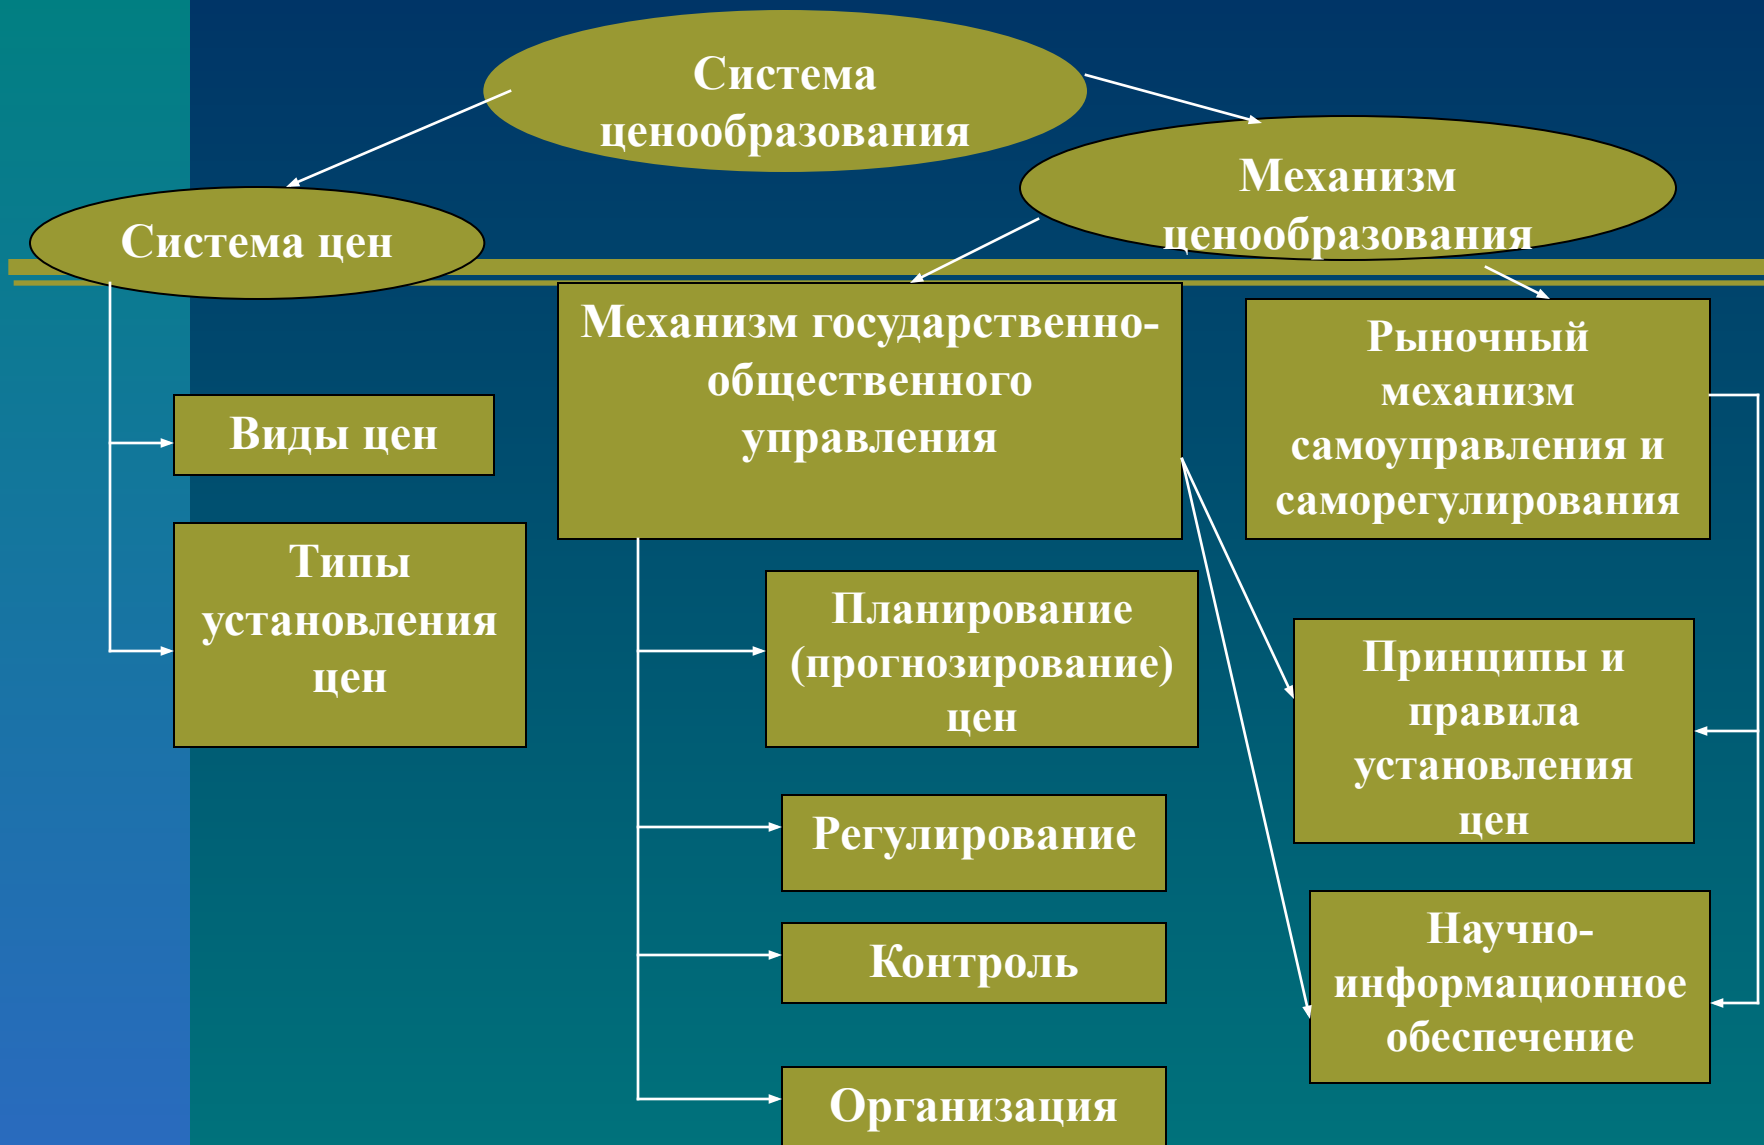 Система
ценообразования
Механизм
ценообразования
Система цен
Механизм государственно-
общественного
управления
Рыночный
механизм
самоуправления и
саморегулирования
Виды цен
Типы
установления
цен
Планирование
(прогнозирование)
цен
Принципы и
правила
установления
цен
Регулирование
Научно-
информационное
обеспечение
Контроль
Организация